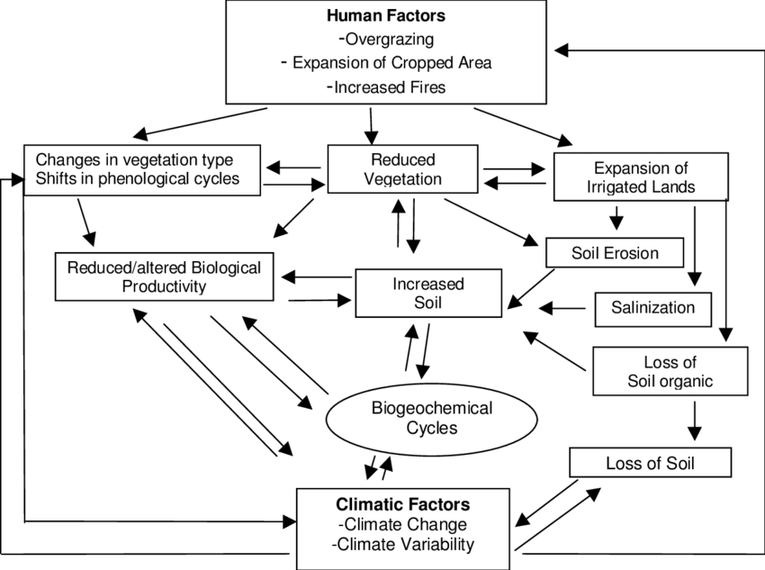 Human Factors
-Overgrazing
- Expansion of Cropped Area
-Increased Fires
Changes in vegetation type
Shifts in phenological cycles
Reduced
Vegetation
Expansion of
Irrigated Lands
Soil Erosion
Reduced/altered Biological
Productivity
Increased
Soil
Salinization
Loss of
Soil organic
Biogeochemical
Cycles
Loss of Soil
Climatic Factors
-Climate Change
-Climate Variability